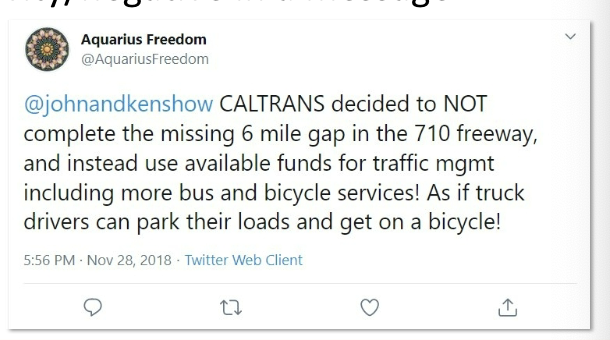 Aquarius Freedom
@AquariusFreedom
@johnandkenshow CALTRANS decided to NOT
complete the missing 6 mile gap in the 710 freeway,
and instead use available funds for traffic mgmt
including more bus and bicycle services! As if truck
drivers can park their loads and get on a bicycle!
5:56 PM · Nov 28, 2018 · Twitter Web Client